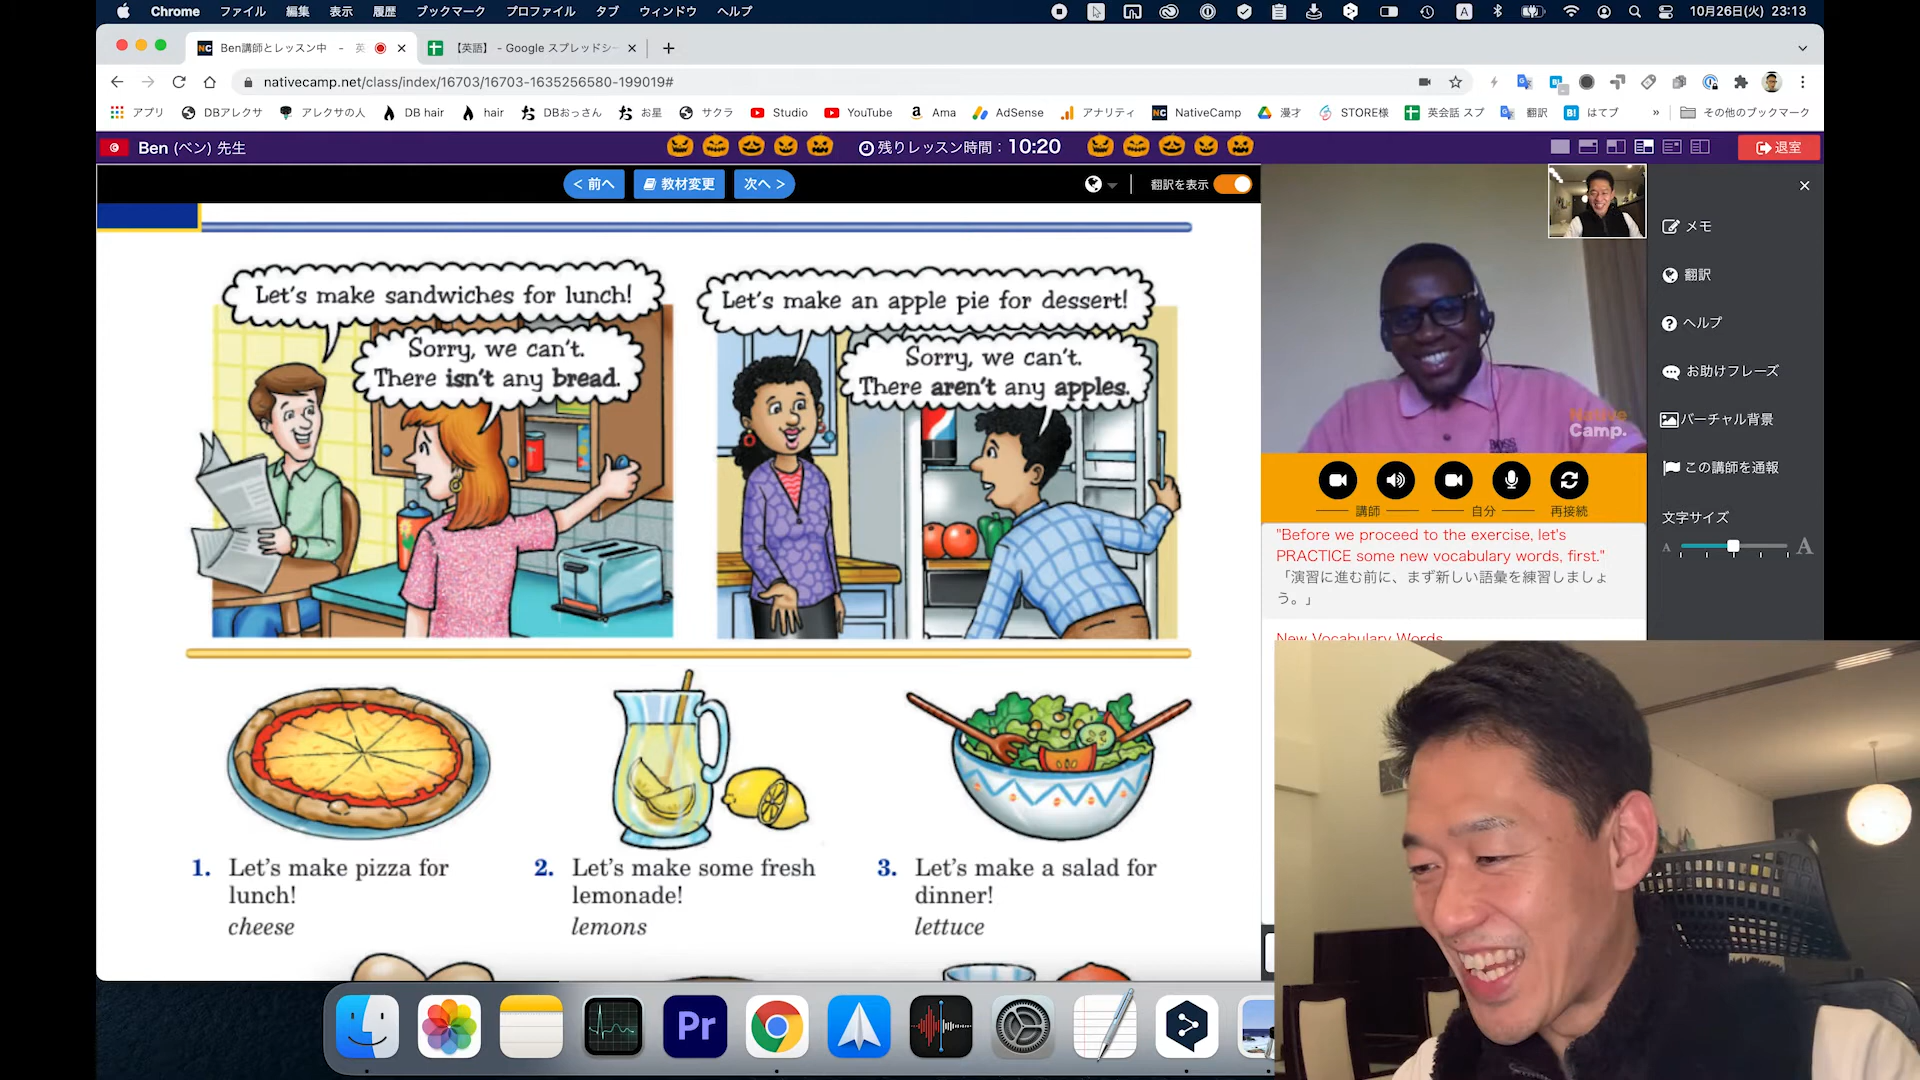 Chrome ファイル 編集 表示 履歴 ブックマーク プロファイル タブ ウィンドウ ヘルプ
10月26日(火) 23:13
Ben講師とレッスン中 - 英
【英語】 - Google スプレッドシー
nativecamp.net/class/index/16703/16703-1635256580-199019#
アプリ DBアレクサ アレクサの人 DB hair hair DBおっさん お星 サクラ Studio YouTube Ama AdSense アナリティ NativeCamp 漫才 STORE様 英会話 スプ 翻訳 はてブ » その他のブックマーク
Ben (ベン) 先生
残りレッスン時間：10:20
退室
< 前へ 教材変更 次へ >
翻訳を表示
Let's make sandwiches for lunch!
Sorry, we can't.
There isn't any bread.
Let's make an apple pie for dessert!
Sorry, we can't.
There aren't any apples.
1. Let's make pizza for
lunch!
cheese
2. Let's make some fresh
lemonade!
lemons
3. Let's make a salad for
dinner!
lettuce
Native
Camp.
BOSS
講師 自分 再接続
"Before we proceed to the exercise, let's
PRACTICE some new vocabulary words, first."
「演習に進む前に、まず新しい語彙を練習しましょ
う。」
New Vocabulary Words
メモ
翻訳
ヘルプ
お助けフレーズ
バーチャル背景
この講師を通報
文字サイズ
A A
Pr